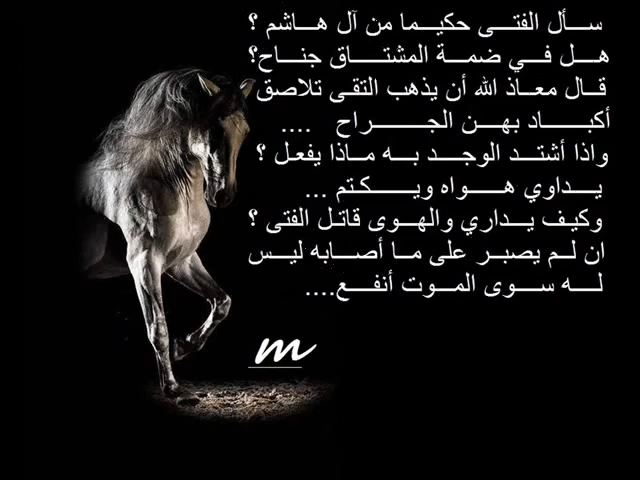 سأل الفتى حكيما من آل هاشم ؟
هل في ضمة المشتاق جناح؟
قال معاذ الله أن يذهب التقى تلاصق
أكباد بهن الجراح ....
واذا أشتد الوجد به ماذا يفعل ؟
يداوي هواه ويكتم ...
وكيف يداري والهوى قاتل الفتى ؟
ان لم يصبر على ما أصابه ليس
له سوى الموت أنفع....
m